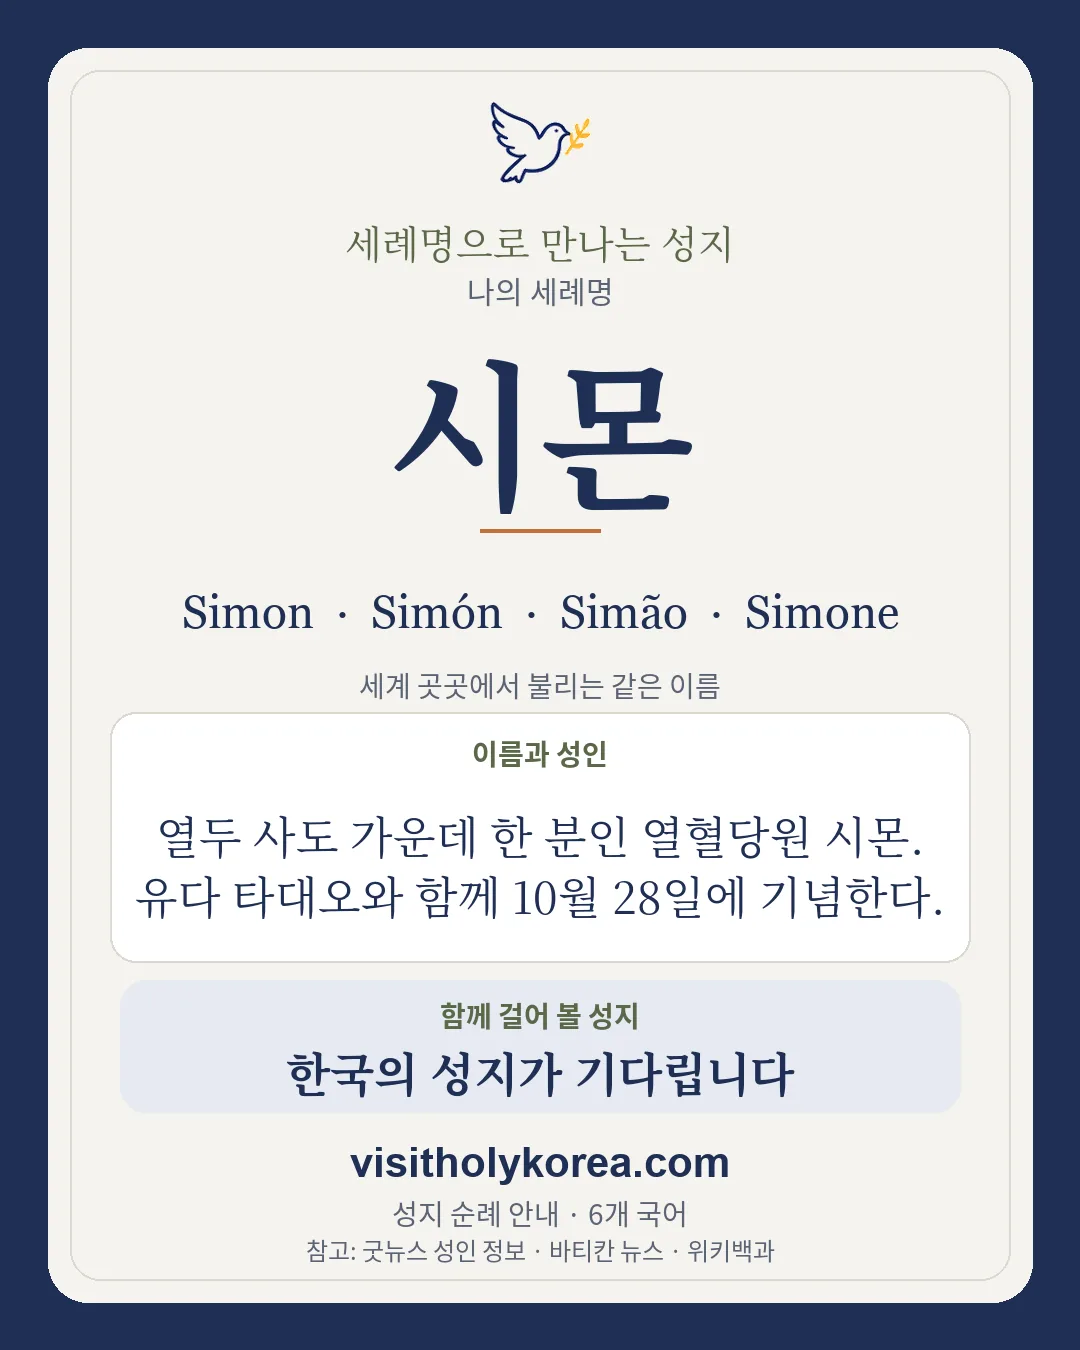 세례명으로 만나는 성지
나의 세례명
시몬
Simon · Simón · Simão · Simone
세계 곳곳에서 불리는 같은 이름
이름과 성인
열두 사도 가운데 한 분인 열혈당원 시몬.
유다 타대오와 함께 10월 28일에 기념한다.
함께 걸어 볼 성지
한국의 성지가 기다립니다
visitholykorea.com
성지 순례 안내 · 6개 국어
참고: 굿뉴스 성인 정보 · 바티칸 뉴스 · 위키백과